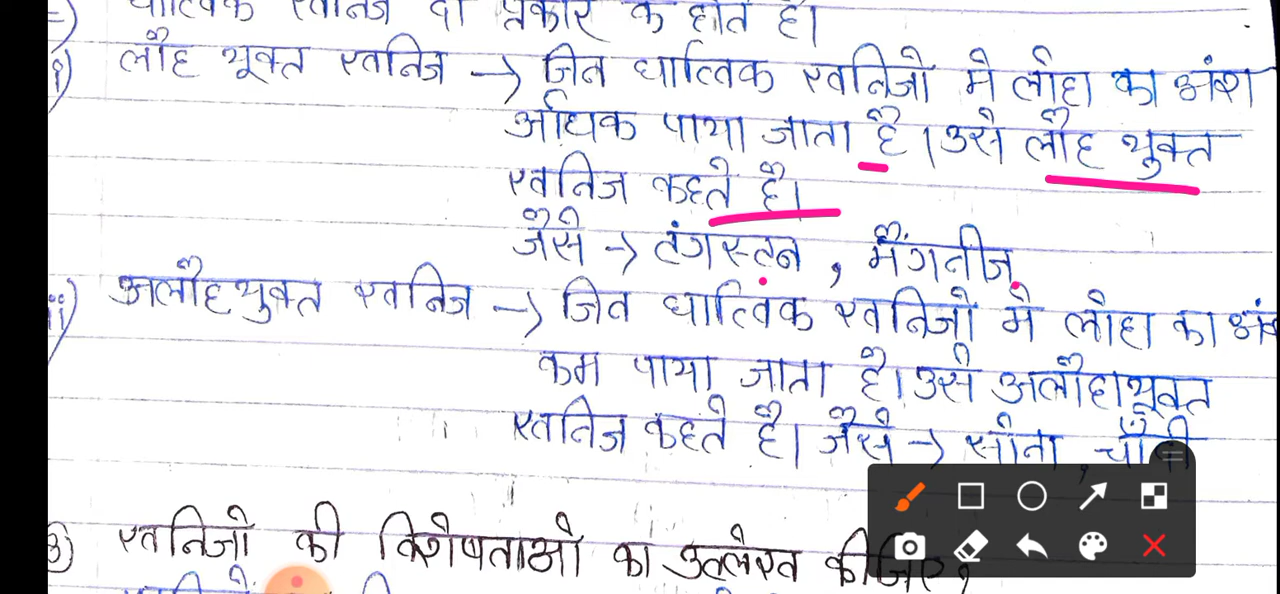 धात्विक खनिज दो प्रकार के होते है।
i) लौह युक्त खनिज → जिन धात्विक खनिजों मे लोहा का अंश
अधिक पाया जाता है। उसे लौह युक्त
खनिज कहते है।
जैसे → टंगस्टन, मैंगनीज
ii) अलौहयुक्त खनिज → जिन धात्विक खनिजों मे लोहा का अंश
कम पाया जाता है। उसे अलौहायुक्त
खनिज कहते है। जैसे → सोना, चाँदी
3) खनिजो की विशेषताओ का उल्लेख कीजिए?